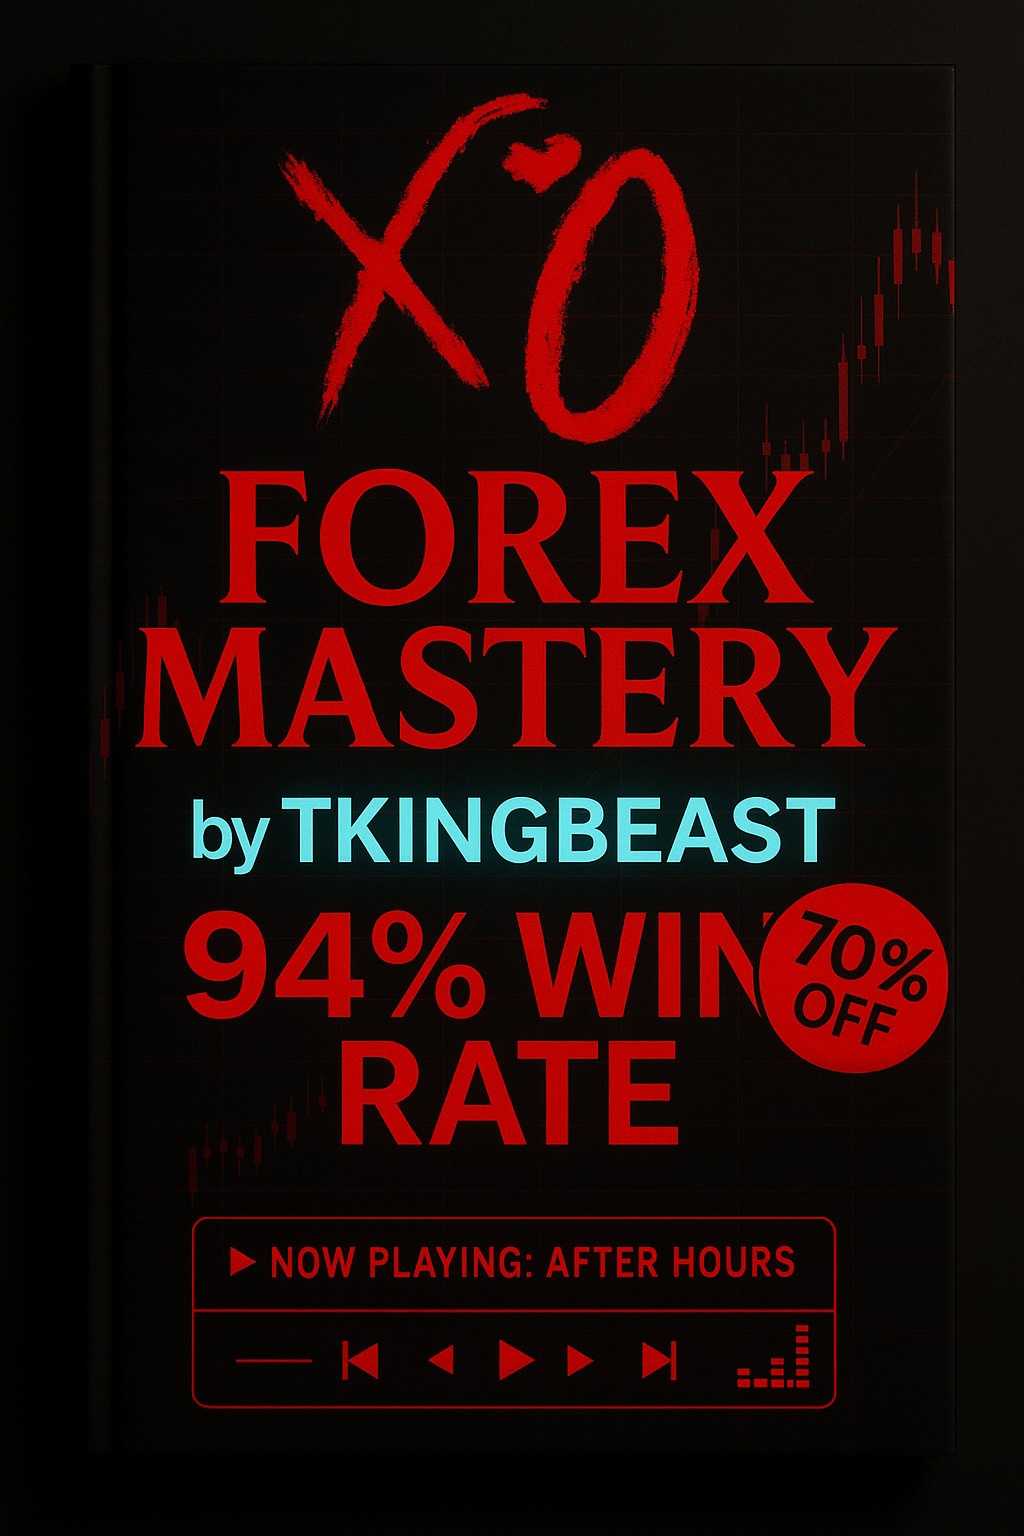 XO
FOREX
MASTERY
by TKINGBEAST
94% WIN
RATE
70%
OFF
NOW PLAYING: AFTER HOURS